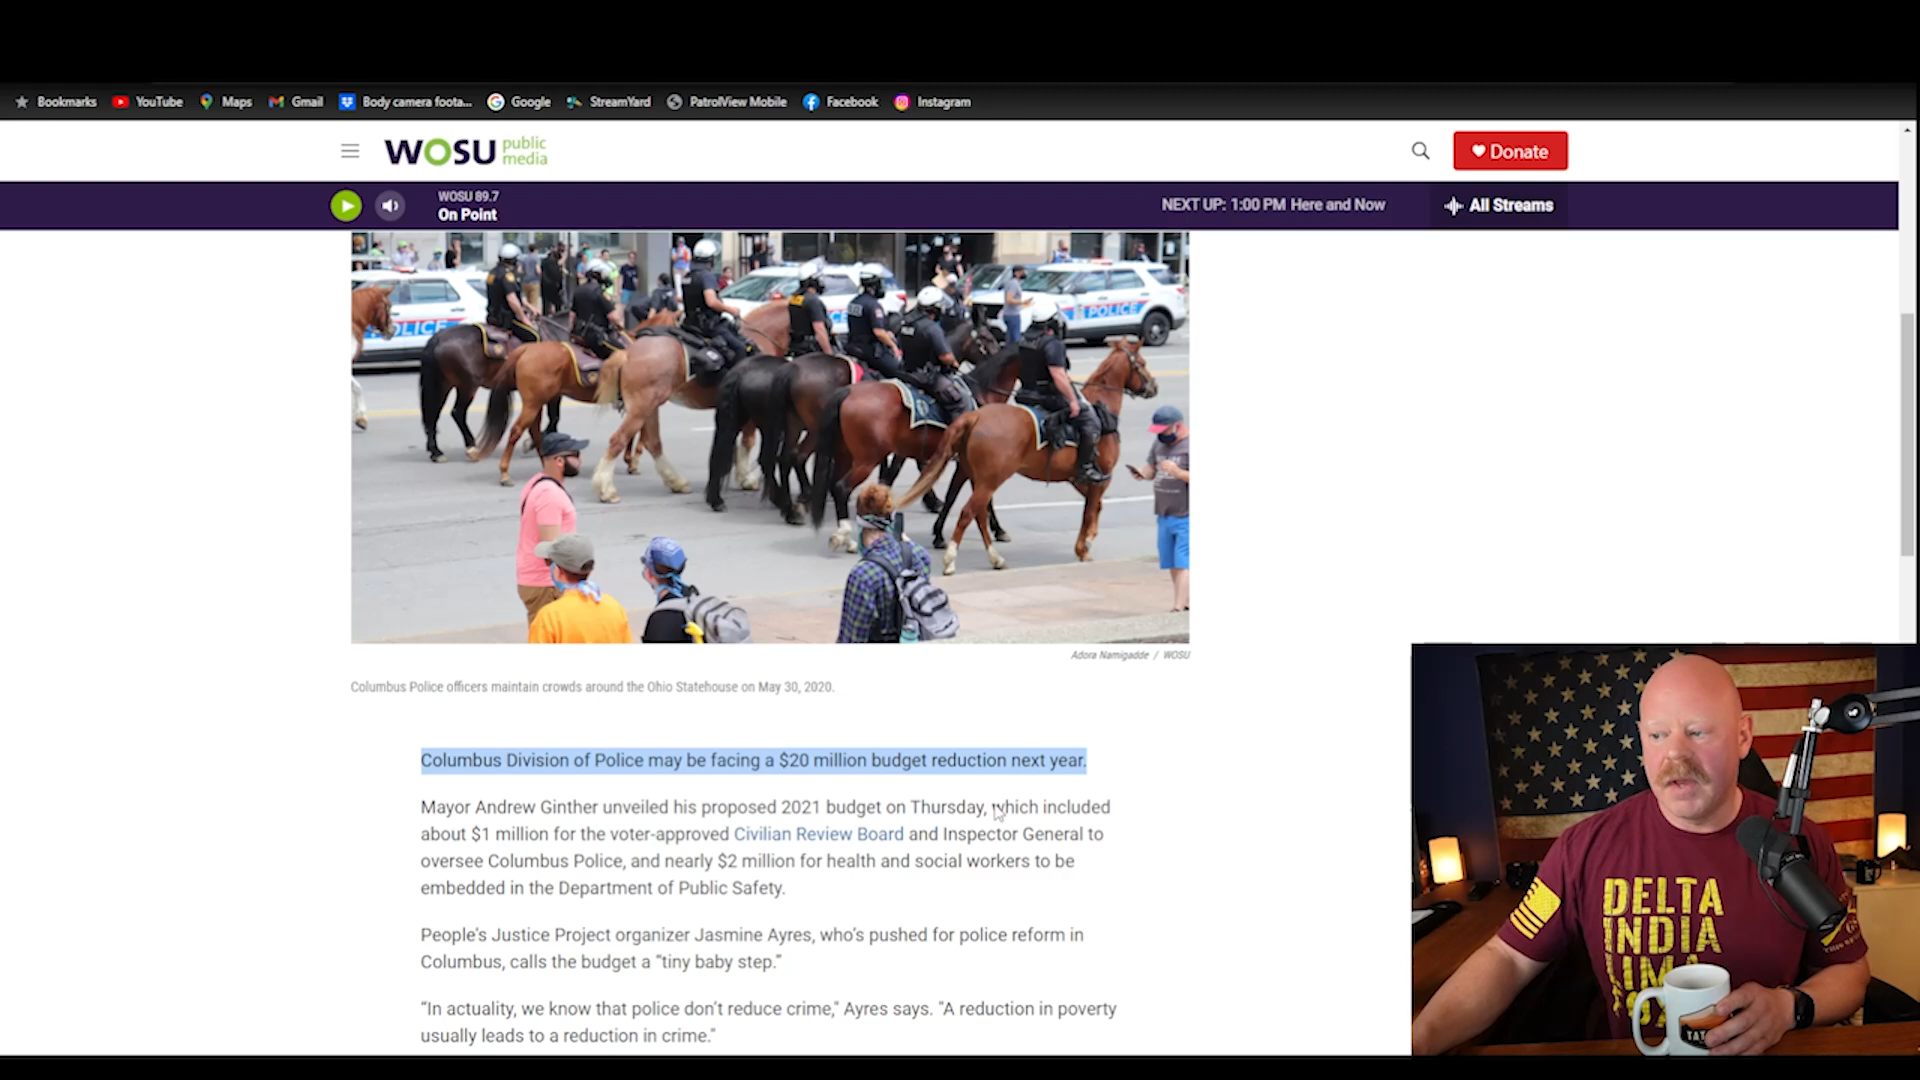 Bookmarks YouTube Maps Gmail Body camera foota... Google StreamYard PatrolView Mobile Facebook Instagram
WOSU public media
Donate
WOSU 89.7
On Point
NEXT UP: 1:00 PM Here and Now
All Streams
POLICE
POLICE
Adora Namigadde / WOSU
Columbus Police officers maintain crowds around the Ohio Statehouse on May 30, 2020.
Columbus Division of Police may be facing a $20 million budget reduction next year.
Mayor Andrew Ginther unveiled his proposed 2021 budget on Thursday, which included
about $1 million for the voter-approved Civilian Review Board and Inspector General to
oversee Columbus Police, and nearly $2 million for health and social workers to be
embedded in the Department of Public Safety.
People's Justice Project organizer Jasmine Ayres, who's pushed for police reform in
Columbus, calls the budget a "tiny baby step."
"In actuality, we know that police don't reduce crime," Ayres says. "A reduction in poverty
usually leads to a reduction in crime."
DELTA
INDIA
LIMA